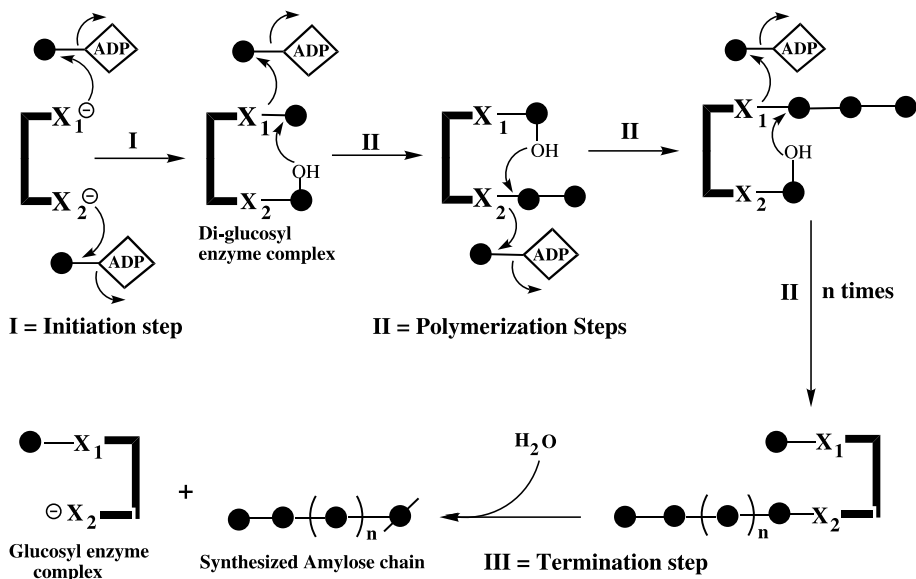 ADP
ADP
ADP
X1⊖
X1
X1
X1
I
II
II
OH
OH
OH
X2⊖
X2
X2
X2
Di-glucosyl
enzyme complex
ADP
ADP
II n times
I = Initiation step
II = Polymerization Steps
H2O
X1
X1
+
⊖ X2
n
n
X2
Glucosyl enzyme
complex
Synthesized Amylose chain
III = Termination step